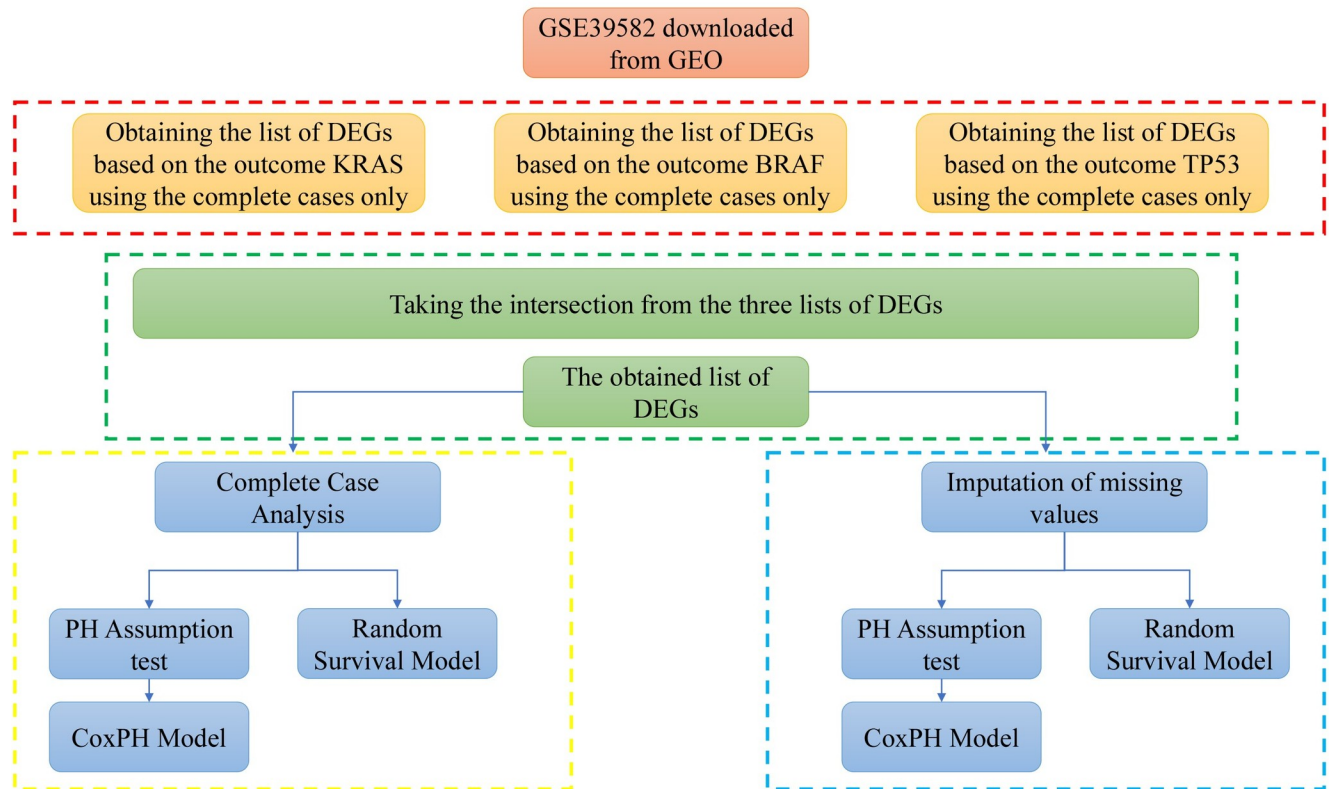 GSE39582 downloaded
from GEO
Obtaining the list of DEGs
based on the outcome KRAS
using the complete cases only
Obtaining the list of DEGs
based on the outcome BRAF
using the complete cases only
Obtaining the list of DEGs
based on the outcome TP53
using the complete cases only
Taking the intersection from the three lists of DEGs
The obtained list of
DEGs
Complete Case
Analysis
PH Assumption
test
Random
Survival Model
CoxPH Model
Imputation of missing
values
PH Assumption
test
Random
Survival Model
CoxPH Model